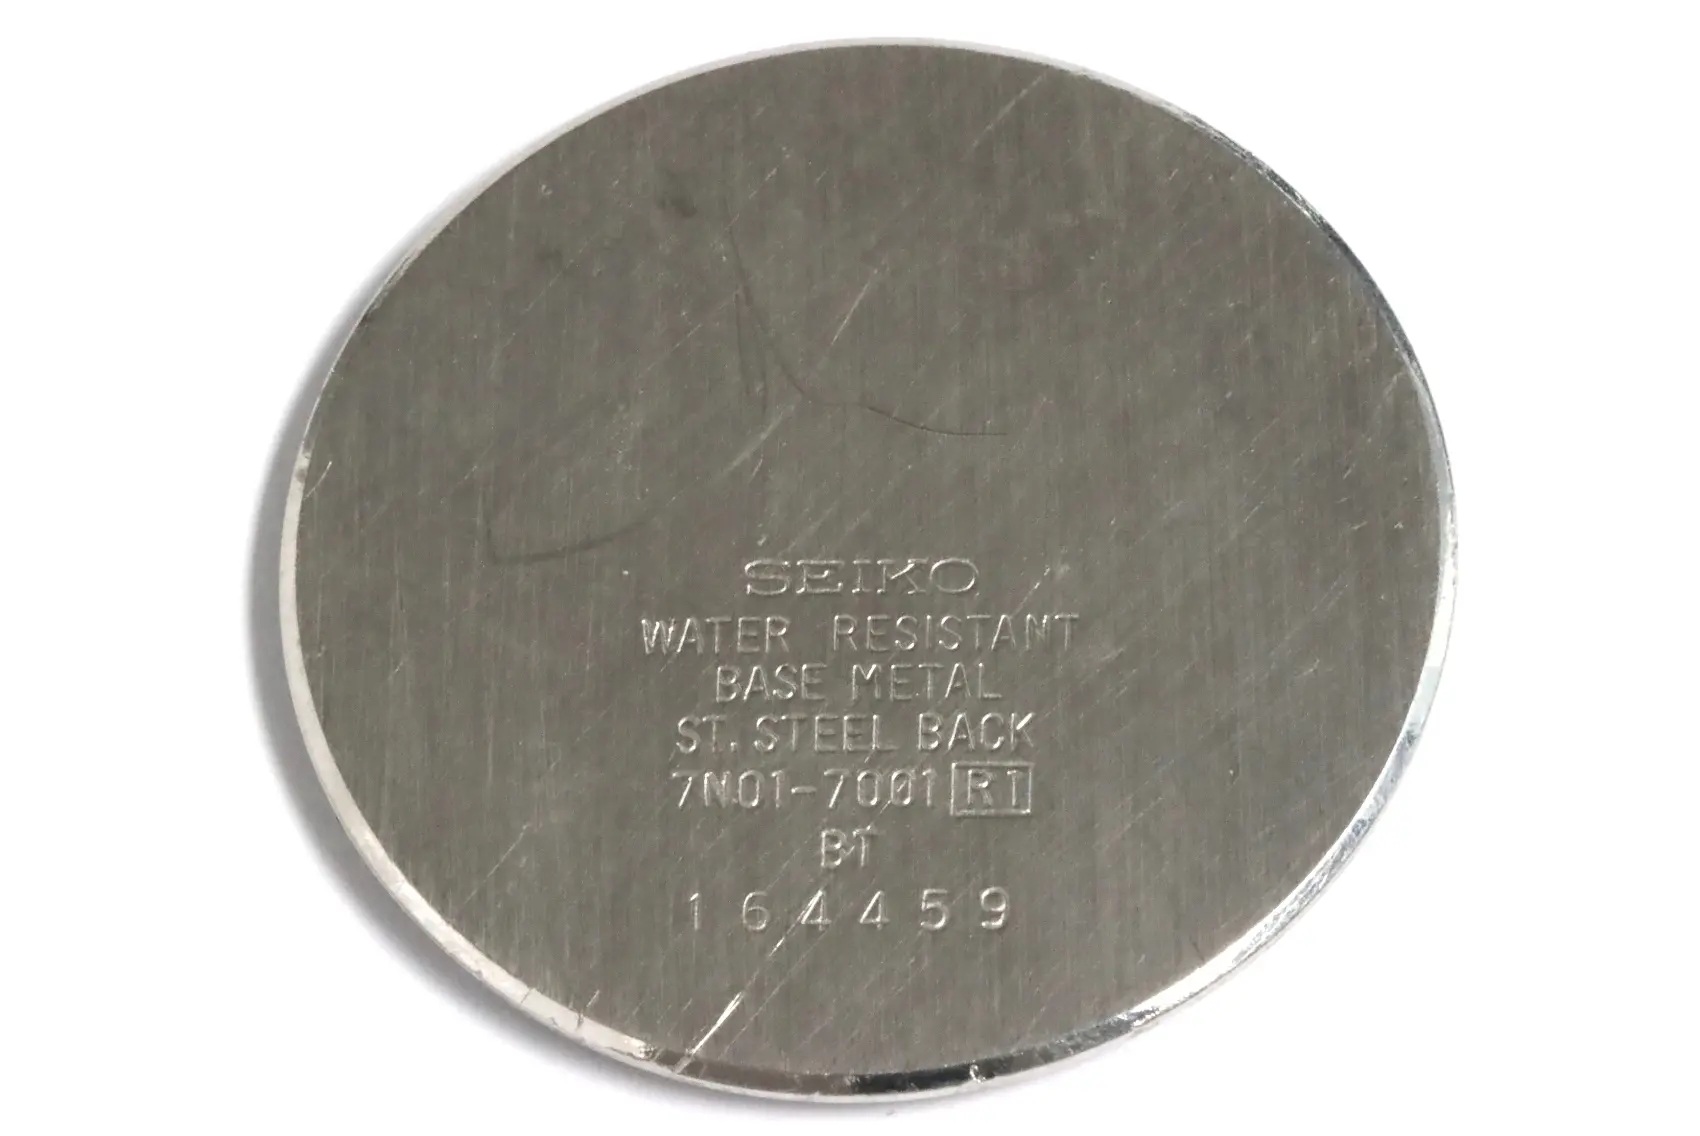 SEIKO
WATER RESISTANT
BASE METAL
ST. STEEL BACK
7N01-7001 R1
BT
164459